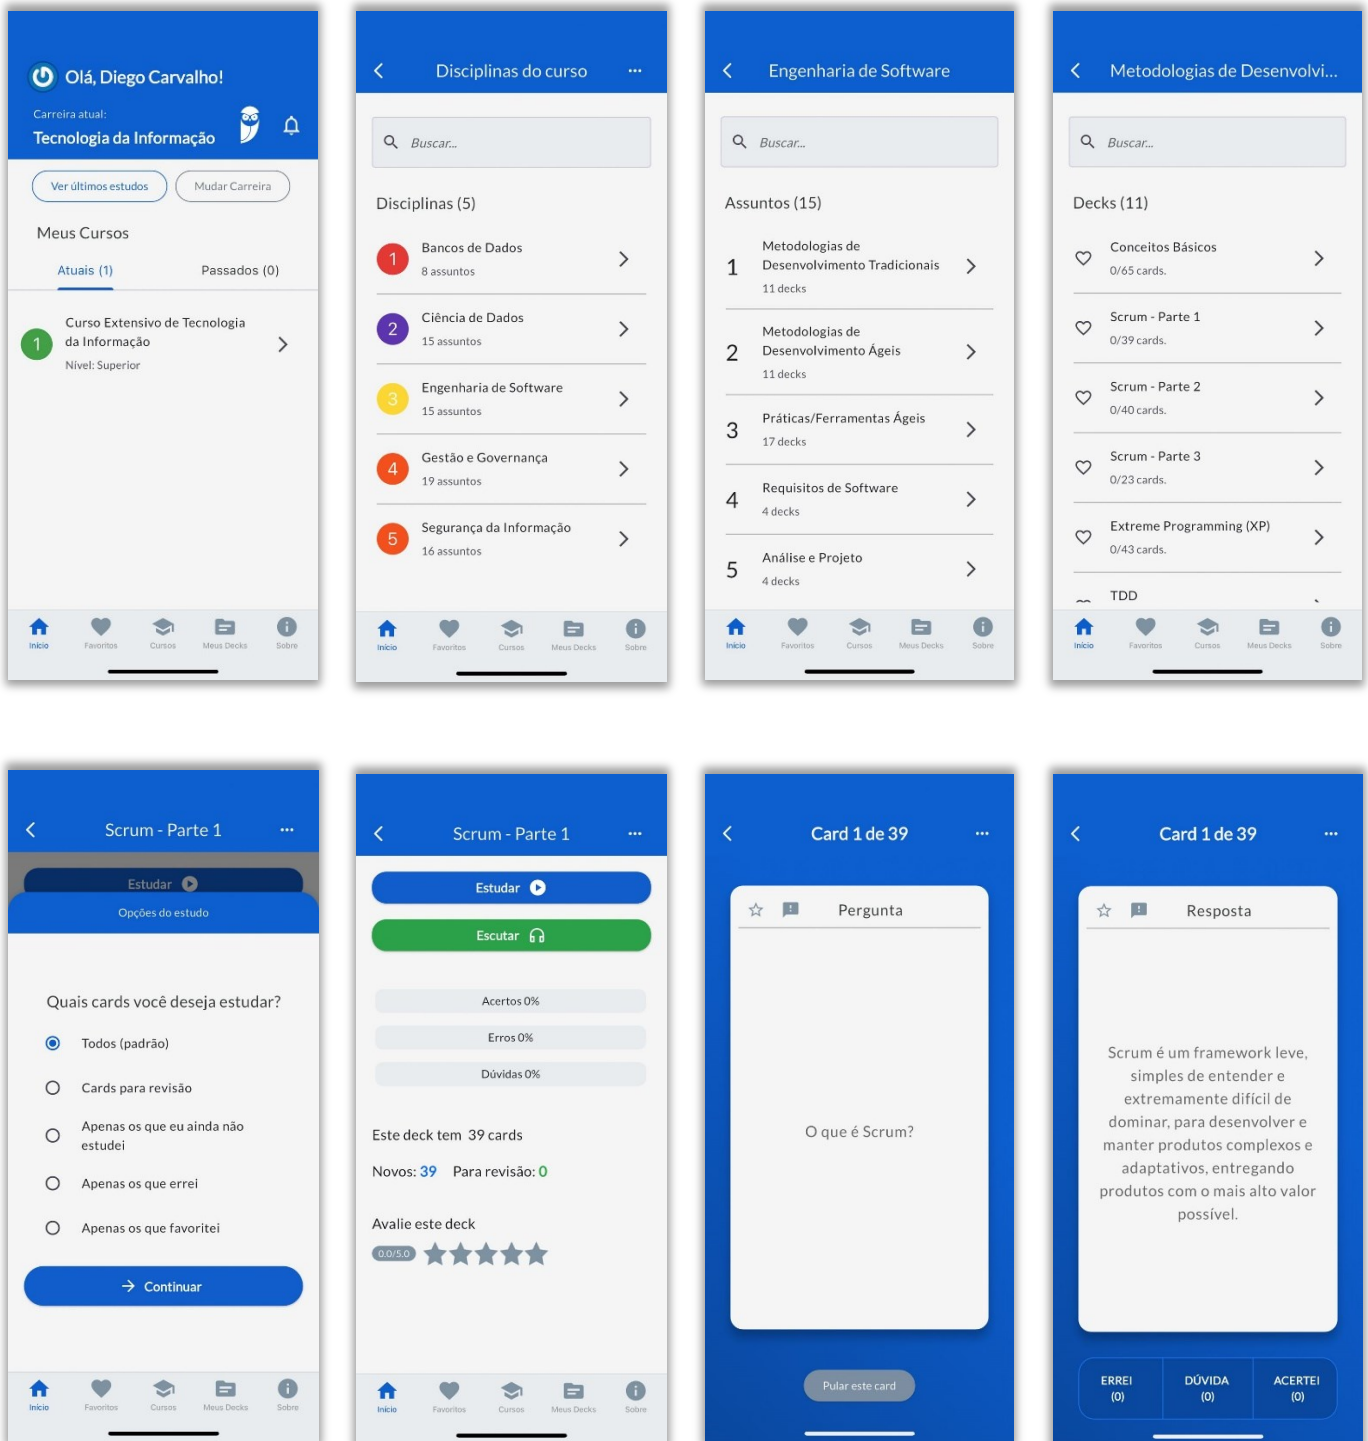 Olá, Diego Carvalho!
Carreira atual:
Tecnologia da Informação
Ver últimos estudos
Mudar Carreira
Meus Cursos
Atuais (1)
Passados (0)
1
Curso Extensivo de Tecnologia
da Informação
Nível: Superior
Início
Favoritos
Cursos
Meus Decks
Sobre
Disciplinas do curso
Buscar...
Disciplinas (5)
1
Bancos de Dados
8 assuntos
2
Ciência de Dados
15 assuntos
3
Engenharia de Software
15 assuntos
4
Gestão e Governança
19 assuntos
5
Segurança da Informação
16 assuntos
Início
Favoritos
Cursos
Meus Decks
Sobre
Engenharia de Software
Buscar...
Assuntos (15)
1
Metodologias de
Desenvolvimento Tradicionais
11 decks
2
Metodologias de
Desenvolvimento Ágeis
11 decks
3
Práticas/Ferramentas Ágeis
17 decks
4
Requisitos de Software
4 decks
5
Análise e Projeto
4 decks
Início
Favoritos
Cursos
Meus Decks
Sobre
Metodologias de Desenvolvi...
Buscar...
Decks (11)
Conceitos Básicos
0/65 cards.
Scrum - Parte 1
0/39 cards.
Scrum - Parte 2
0/40 cards.
Scrum - Parte 3
0/23 cards.
Extreme Programming (XP)
0/43 cards.
TDD
Início
Favoritos
Cursos
Meus Decks
Sobre
Scrum - Parte 1
Estudar
Opções do estudo
Quais cards você deseja estudar?
Todos (padrão)
Cards para revisão
Apenas os que eu ainda não
estudei
Apenas os que errei
Apenas os que favoritei
Continuar
Início
Favoritos
Cursos
Meus Decks
Sobre
Scrum - Parte 1
Estudar
Escutar
Acertos 0%
Erros 0%
Dúvidas 0%
Este deck tem 39 cards
Novos: 39 Para revisão: 0
Avalie este deck
0.0/5.0
Início
Favoritos
Cursos
Meus Decks
Sobre
Card 1 de 39
Pergunta
O que é Scrum?
Pular este card
Card 1 de 39
Resposta
Scrum é um framework leve,
simples de entender e
extremamente difícil de
dominar, para desenvolver e
manter produtos complexos e
adaptativos, entregando
produtos com o mais alto valor
possível.
ERREI
(0)
DÚVIDA
(0)
ACERTEI
(0)